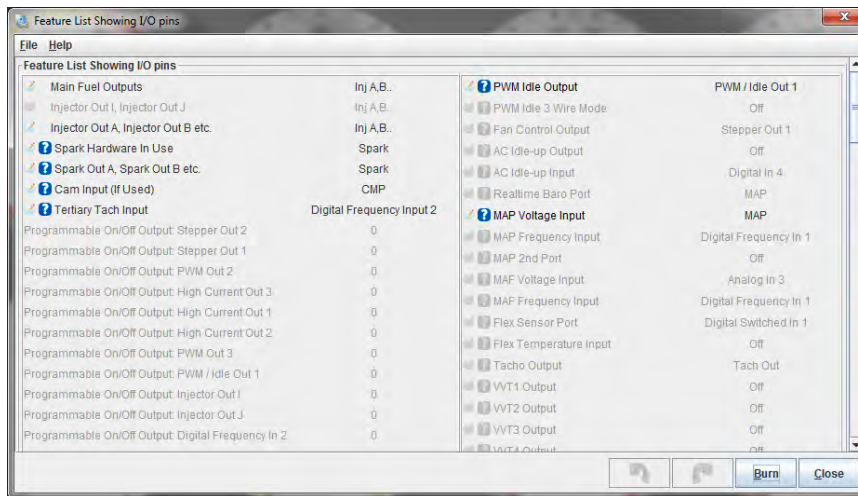 Feature List Showing I/O pins
File Help
Feature List Showing I/O pins
Main Fuel Outputs Inj A,B..
Injector Out I, Injector Out J Inj A,B..
Injector Out A, Injector Out B etc. Inj A,B..
Spark Hardware In Use Spark
Spark Out A, Spark Out B etc. Spark
Cam Input (If Used) CMP
Tertiary Tach Input Digital Frequency Input 2
Programmable On/Off Output: Stepper Out 2 0
Programmable On/Off Output: Stepper Out 1 0
Programmable On/Off Output: PWM Out 2 0
Programmable On/Off Output: High Current Out 3 0
Programmable On/Off Output: High Current Out 1 0
Programmable On/Off Output: High Current Out 2 0
Programmable On/Off Output: PWM Out 3 0
Programmable On/Off Output: PWM / Idle Out 1 0
Programmable On/Off Output: Injector Out I 0
Programmable On/Off Output: Injector Out J 0
Programmable On/Off Output: Digital Frequency In 2 0
PWM Idle Output PWM / Idle Out 1
PWM Idle 3 Wire Mode Off
Fan Control Output Stepper Out 1
AC Idle-up Output Off
AC Idle-up Input Digital In 4
Realtime Baro Port MAP
MAP Voltage Input MAP
MAP Frequency Input Digital Frequency In 1
MAP 2nd Port Off
MAF Voltage Input Analog In 3
MAF Frequency Input Digital Frequency In 1
Flex Sensor Port Digital Switched In 1
Flex Temperature Input Off
Tacho Output Tach Out
VVT1 Output Off
VVT2 Output Off
VVT3 Output Off
VVT4 Output Off
Burn Close